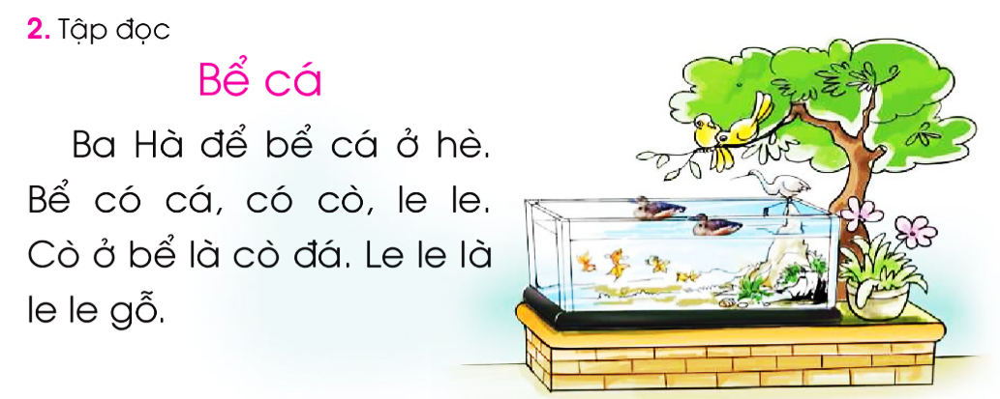 2. Tập đọc
Bể cá
Ba Hà để bể cá ở hè.
Bể có cá, có cò, le le.
Cò ở bể là cò đá. Le le là
le le gỗ.